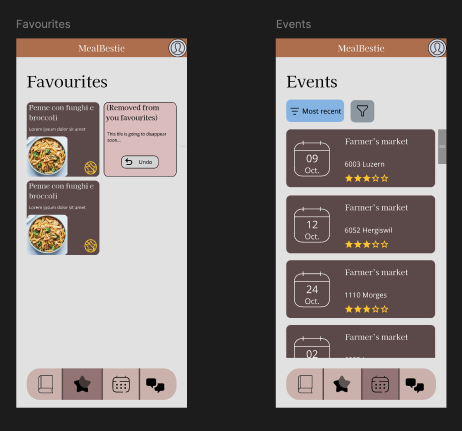 Favourites
MealBestie
Favourites
Penne con funghi e
broccoli
Lorem ipsum dolor sit amet
(Removed from
you favourites)
This tile is going to disappear
soon...
Undo
Penne con funghi e
broccoli
Lorem ipsum dolor sit amet
Events
MealBestie
Events
Most recent
09
Oct.
Farmer's market
6003 Luzern
12
Oct.
Farmer's market
6052 Hergiswil
24
Oct.
Farmer's market
1110 Morges
02
Farmer's market